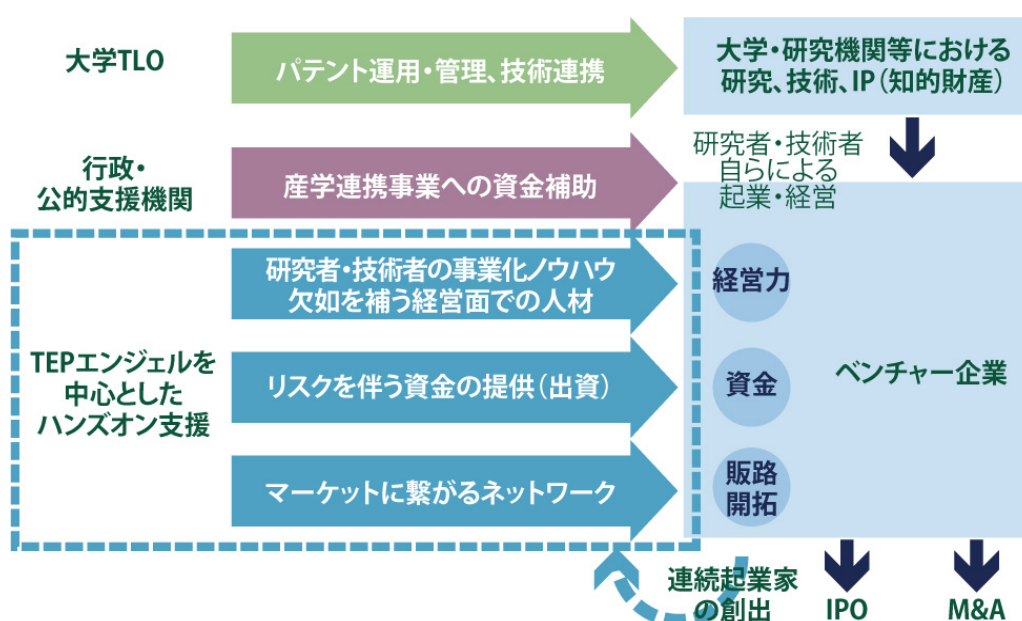 大学TLO
パテント運用・管理、技術連携
大学・研究機関等における
研究、技術、IP（知的財産）
行政・
公的支援機関
産学連携事業への資金補助
研究者・技術者
自らによる
起業・経営
TEPエンジェルを
中心とした
ハンズオン支援
研究者・技術者の事業化ノウハウ
欠如を補う経営面での人材
経営力
リスクを伴う資金の提供（出資）
資金
ベンチャー企業
マーケットに繋がるネットワーク
販路
開拓
連続起業家
の創出
IPO
M&A